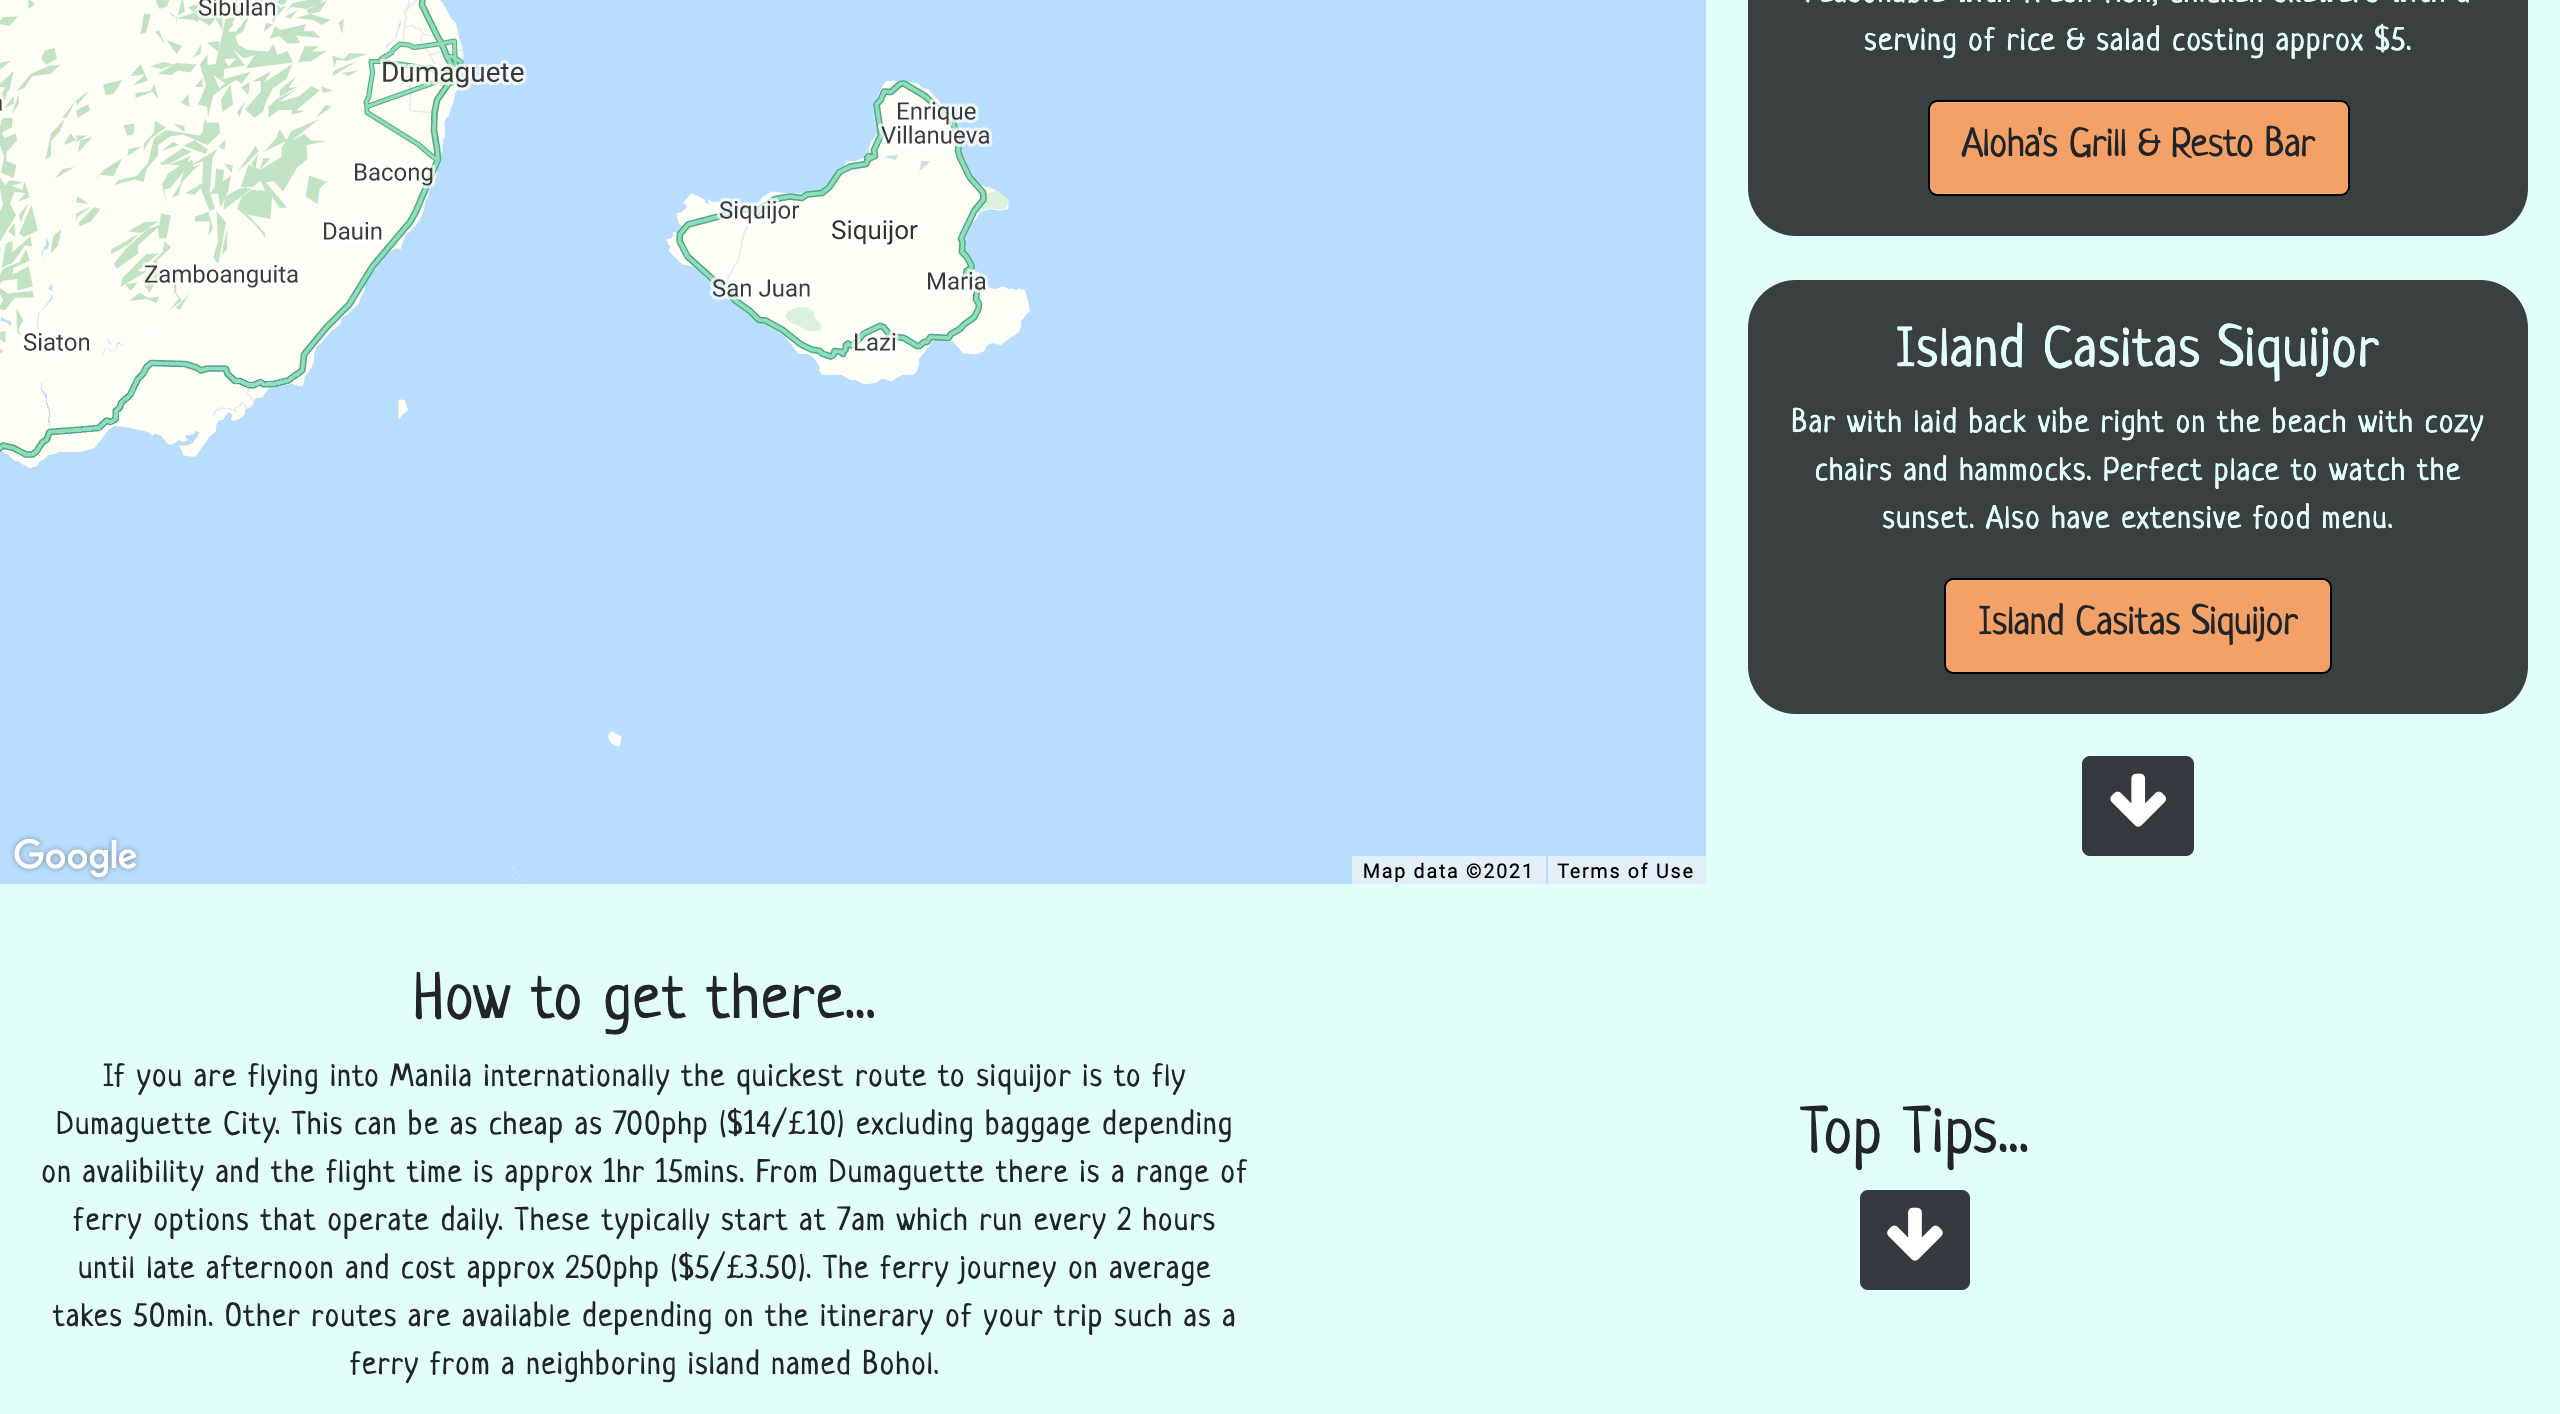 Sibulan
Dumaguete
Bacong
Dauin
Zamboanguita
Siaton
Enrique
Villanueva
Siquijor
Siquijor
San Juan
Maria
Lazi
Google
Map data ©2021
Terms of Use
serving of rice & salad costing approx $5.
Aloha's Grill & Resto Bar
Island Casitas Siquijor
Bar with laid back vibe right on the beach with cozy
chairs and hammocks. Perfect place to watch the
sunset. Also have extensive food menu.
Island Casitas Siquijor
How to get there...
If you are flying into Manila internationally the quickest route to siquijor is to fly
Dumaguette City. This can be as cheap as 700php ($14/£10) excluding baggage depending
on avalibility and the flight time is approx 1hr 15mins. From Dumaguette there is a range of
ferry options that operate daily. These typically start at 7am which run every 2 hours
until late afternoon and cost approx 250php ($5/£3.50). The ferry journey on average
takes 50min. Other routes are available depending on the itinerary of your trip such as a
ferry from a neighboring island named Bohol.
Top Tips...